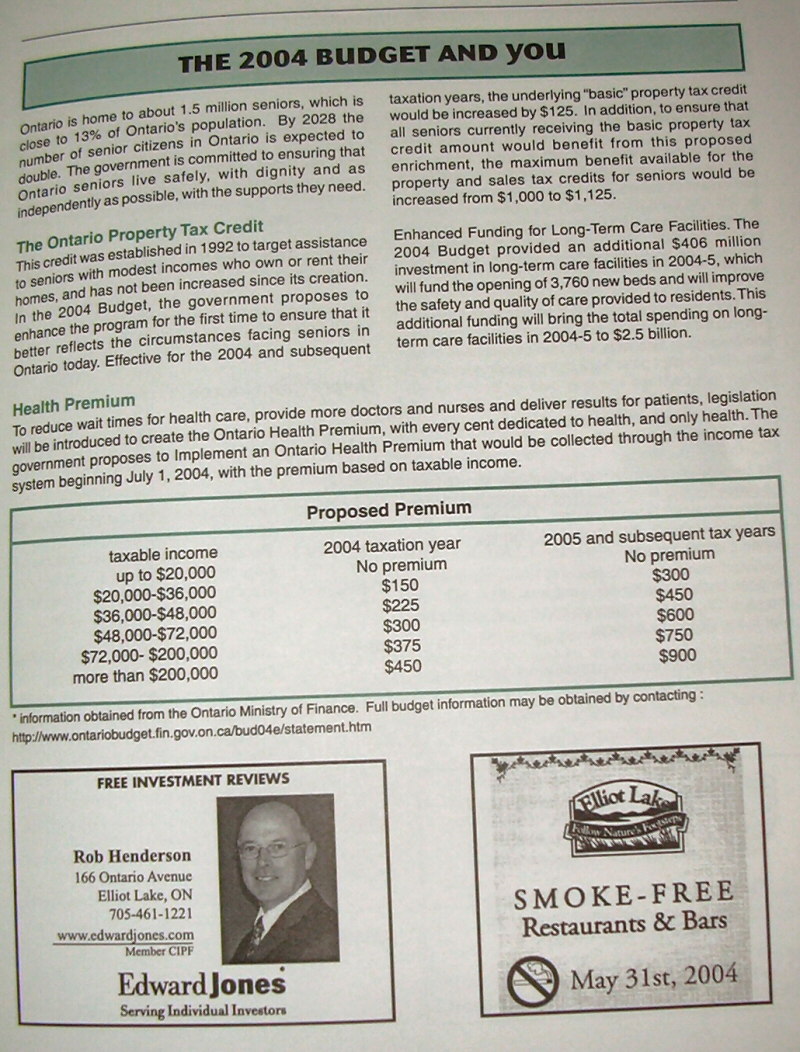 THE 2004 BUDGET AND YOU
Ontario is home to about 1.5 million seniors, which is
close to 13% of Ontario's population. By 2028 the
number of senior citizens in Ontario is expected to
double. The government is committed to ensuring that
Ontario seniors live safely, with dignity and as
independently as possible, with the supports they need.
The Ontario Property Tax Credit
This credit was established in 1992 to target assistance
to seniors with modest incomes who own or rent their
homes, and has not been increased since its creation.
In the 2004 Budget, the government proposes to
enhance the program for the first time to ensure that it
better reflects the circumstances facing seniors in
Ontario today. Effective for the 2004 and subsequent
taxation years, the underlying "basic" property tax credit
would be increased by $125. In addition, to ensure that
all seniors currently receiving the basic property tax
credit amount would benefit from this proposed
enrichment, the maximum benefit available for the
property and sales tax credits for seniors would be
increased from $1,000 to $1,125.
Enhanced Funding for Long-Term Care Facilities. The
2004 Budget provided an additional $406 million
investment in long-term care facilities in 2004-5, which
will fund the opening of 3,760 new beds and will improve
the safety and quality of care provided to residents. This
additional funding will bring the total spending on long-
term care facilities in 2004-5 to $2.5 billion.
Health Premium
To reduce wait times for health care, provide more doctors and nurses and deliver results for patients, legislation
will be introduced to create the Ontario Health Premium, with every cent dedicated to health, and only health. The
government proposes to Implement an Ontario Health Premium that would be collected through the income tax
system beginning July 1, 2004, with the premium based on taxable income.
Proposed Premium
taxable income 2004 taxation year 2005 and subsequent tax years
up to $20,000 No premium No premium
$20,000-$36,000 $150 $300
$36,000-$48,000 $225 $450
$48,000-$72,000 $300 $600
$72,000- $200,000 $375 $750
more than $200,000 $450 $900
* information obtained from the Ontario Ministry of Finance. Full budget information may be obtained by contacting :
http://www.ontariobudget.fin.gov.on.ca/bud04e/statement.htm
FREE INVESTMENT REVIEWS
Rob Henderson
166 Ontario Avenue
Elliot Lake, ON
705-461-1221
www.edwardjones.com
Member CIPF
Edward Jones
Serving Individual Investors
Elliot Lake
Follow Nature's Footsteps
SMOKE-FREE
Restaurants & Bars
May 31st, 2004